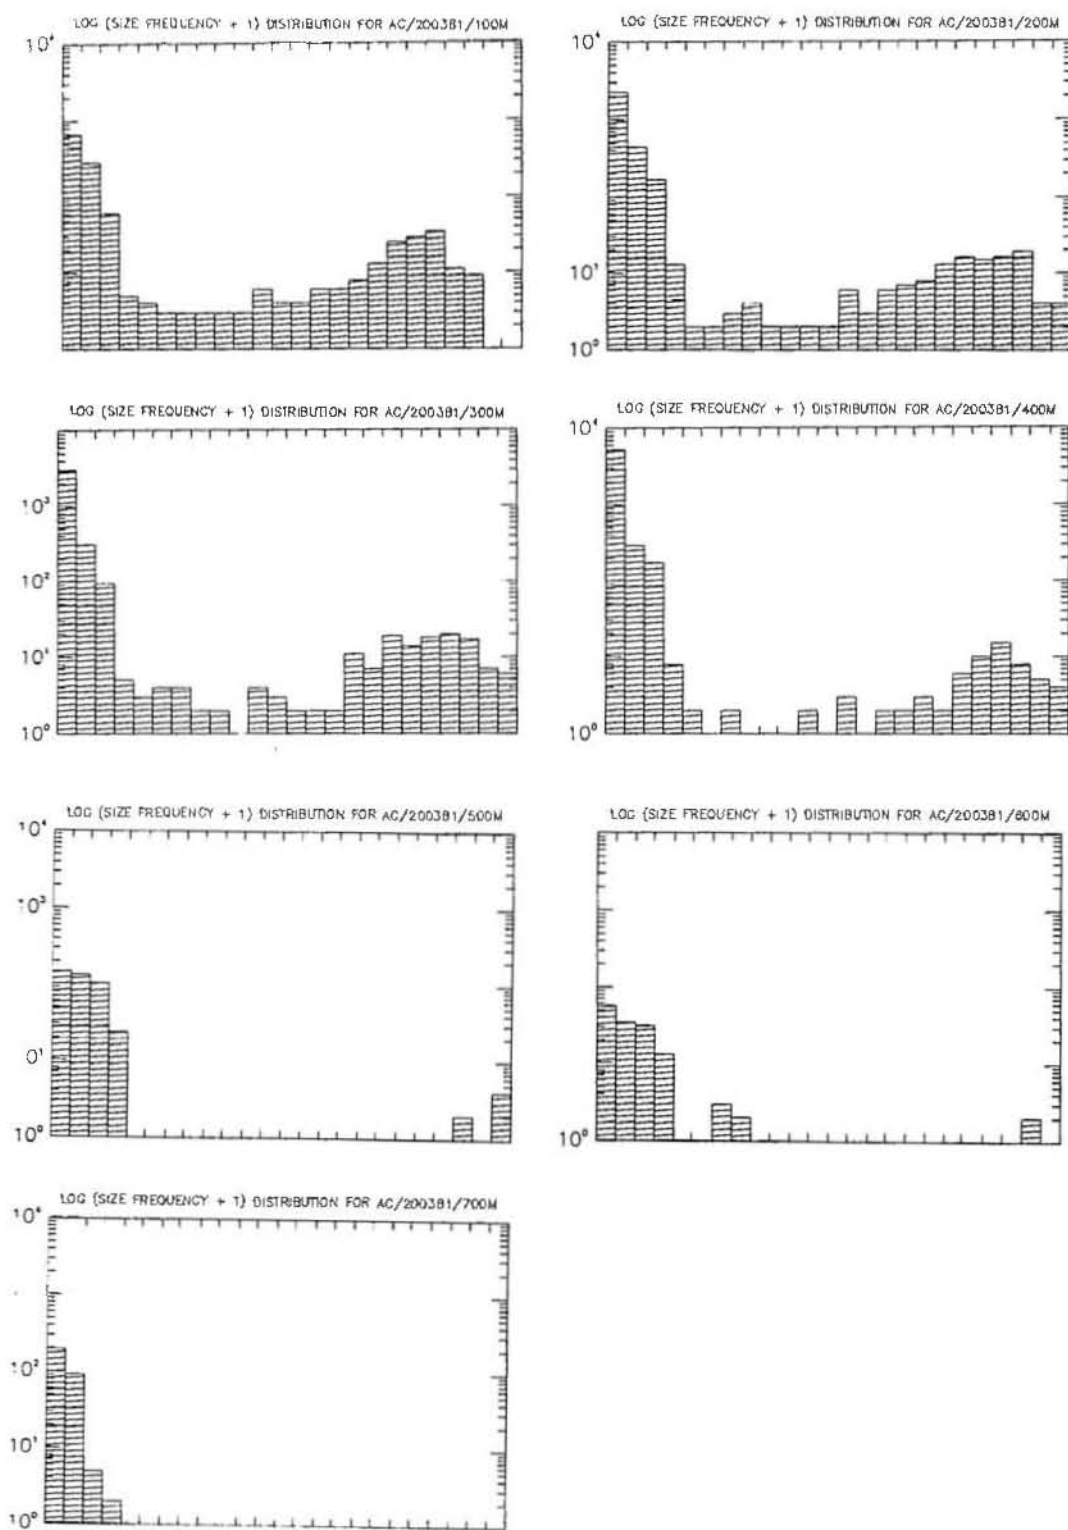 LOG (SIZE FREQUENCY + 1) DISTRIBUTION FOR AC/200381/100M
LOG (SIZE FREQUENCY + 1) DISTRIBUTION FOR AC/200381/200M
10⁴
10⁴
10¹
10⁰
LOG (SIZE FREQUENCY + 1) DISTRIBUTION FOR AC/200381/300M
LOG (SIZE FREQUENCY + 1) DISTRIBUTION FOR AC/200381/400M
10³
10²
10¹
10⁰
10⁴
10⁰
LOG (SIZE FREQUENCY + 1) DISTRIBUTION FOR AC/200381/500M
LOG (SIZE FREQUENCY + 1) DISTRIBUTION FOR AC/200381/600M
10⁴
10³
0¹
10⁰
10⁰
LOG (SIZE FREQUENCY + 1) DISTRIBUTION FOR AC/200381/700M
10⁴
10²
10¹
10⁰